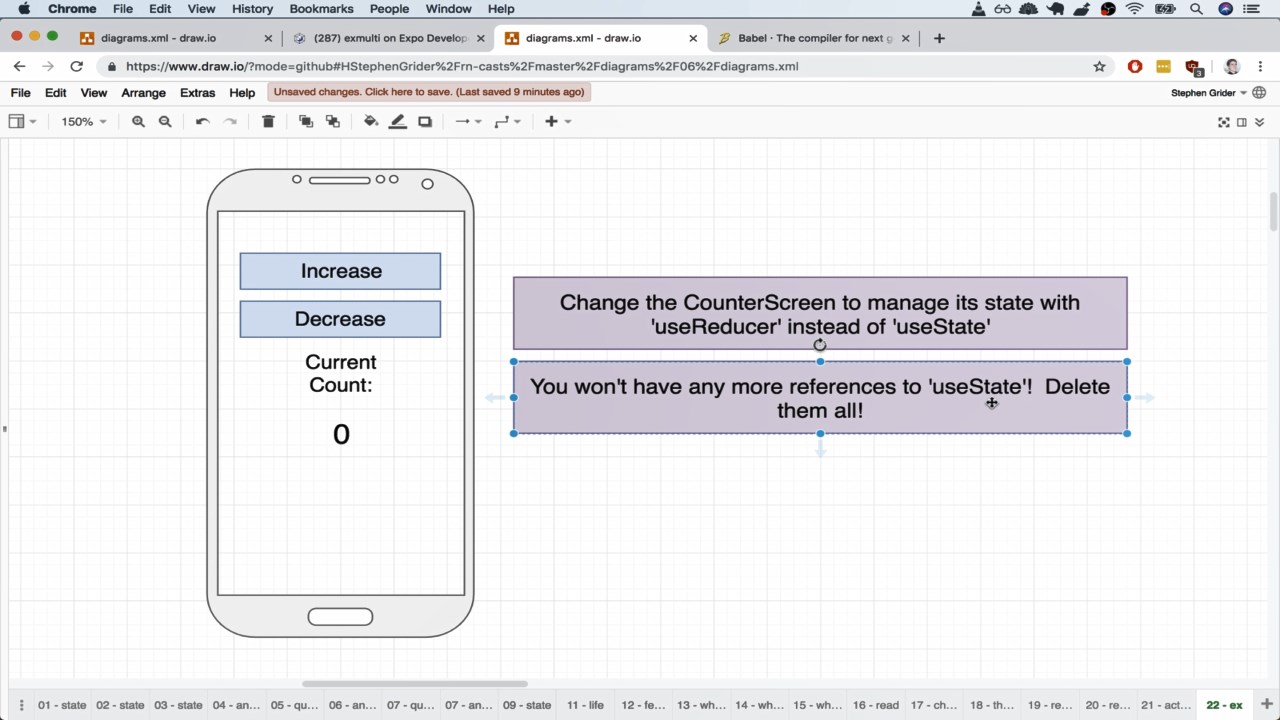 Chrome File Edit View History Bookmarks People Window Help
diagrams.xml - draw.io
(287) exmulti on Expo Develop
diagrams.xml - draw.io
Babel · The compiler for next g
https://www.draw.io/?mode=github#HStephenGrider%2Frn-casts%2Fmaster%2Fdiagrams%2F06%2Fdiagrams.xml
3
File Edit View Arrange Extras Help Unsaved changes. Click here to save. (Last saved 9 minutes ago) Stephen Grider
150%
Increase
Decrease
Current
Count:
0
Change the CounterScreen to manage its state with
'useReducer' instead of 'useState'
You won't have any more references to 'useState'! Delete
them all!
01 - state 02 - state 03 - state 04 - an... 05 - qu... 06 - an... 07 - qu... 07 - an... 09 - state 11 - life 12 - fe... 13 - wh... 14 - wh... 15 - wh... 16 - read 17 - ch... 18 - th... 19 - re... 20 - re... 21 - act... 22 - ex